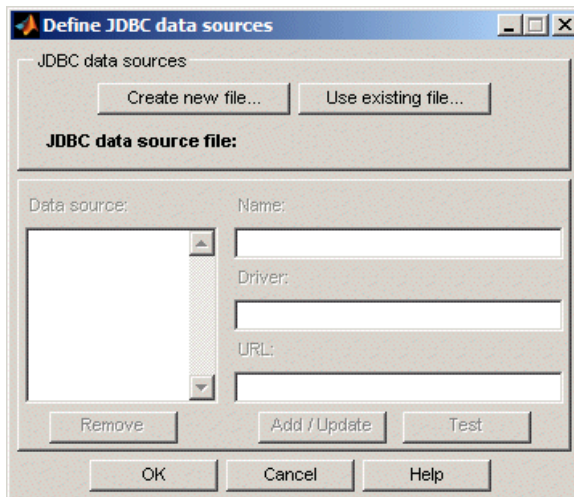 Define JDBC data sources
JDBC data sources
Create new file... Use existing file...
JDBC data source file:
Data source: Name:
Driver:
URL:
Remove Add / Update Test
OK Cancel Help